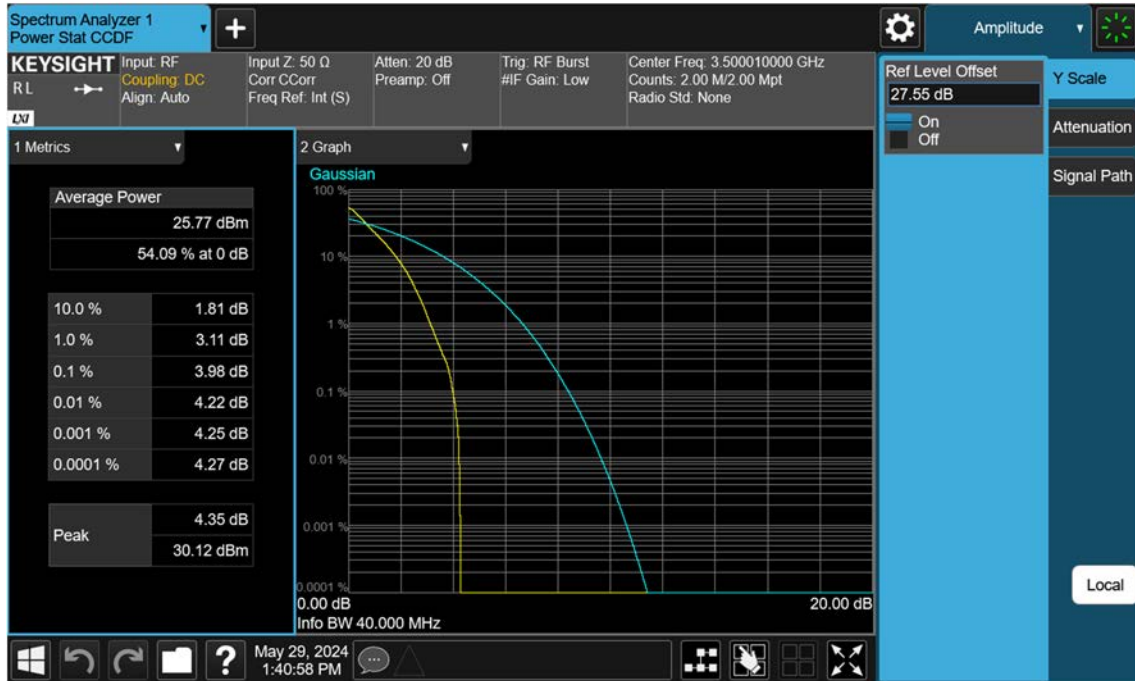 Spectrum Analyzer 1
Power Stat CCDF
+
Amplitude
KEYSIGHT
R L
LXI
Input: RF
Coupling: DC
Align: Auto
Input Z: 50 Ω
Corr CCorr
Freq Ref: Int (S)
Atten: 20 dB
Preamp: Off
Trig: RF Burst
#IF Gain: Low
Center Freq: 3.500010000 GHz
Counts: 2.00 M/2.00 Mpt
Radio Std: None
Ref Level Offset
27.55 dB
On
Off
Y Scale
Attenuation
Signal Path
1 Metrics
Average Power
25.77 dBm
54.09 % at 0 dB
10.0 % 1.81 dB
1.0 % 3.11 dB
0.1 % 3.98 dB
0.01 % 4.22 dB
0.001 % 4.25 dB
0.0001 % 4.27 dB
Peak
4.35 dB
30.12 dBm
2 Graph
Gaussian
100 %
10 %
1 %
0.1 %
0.01 %
0.001 %
0.0001 %
0.00 dB 20.00 dB
Info BW 40.000 MHz
Local
?
May 29, 2024
1:40:58 PM